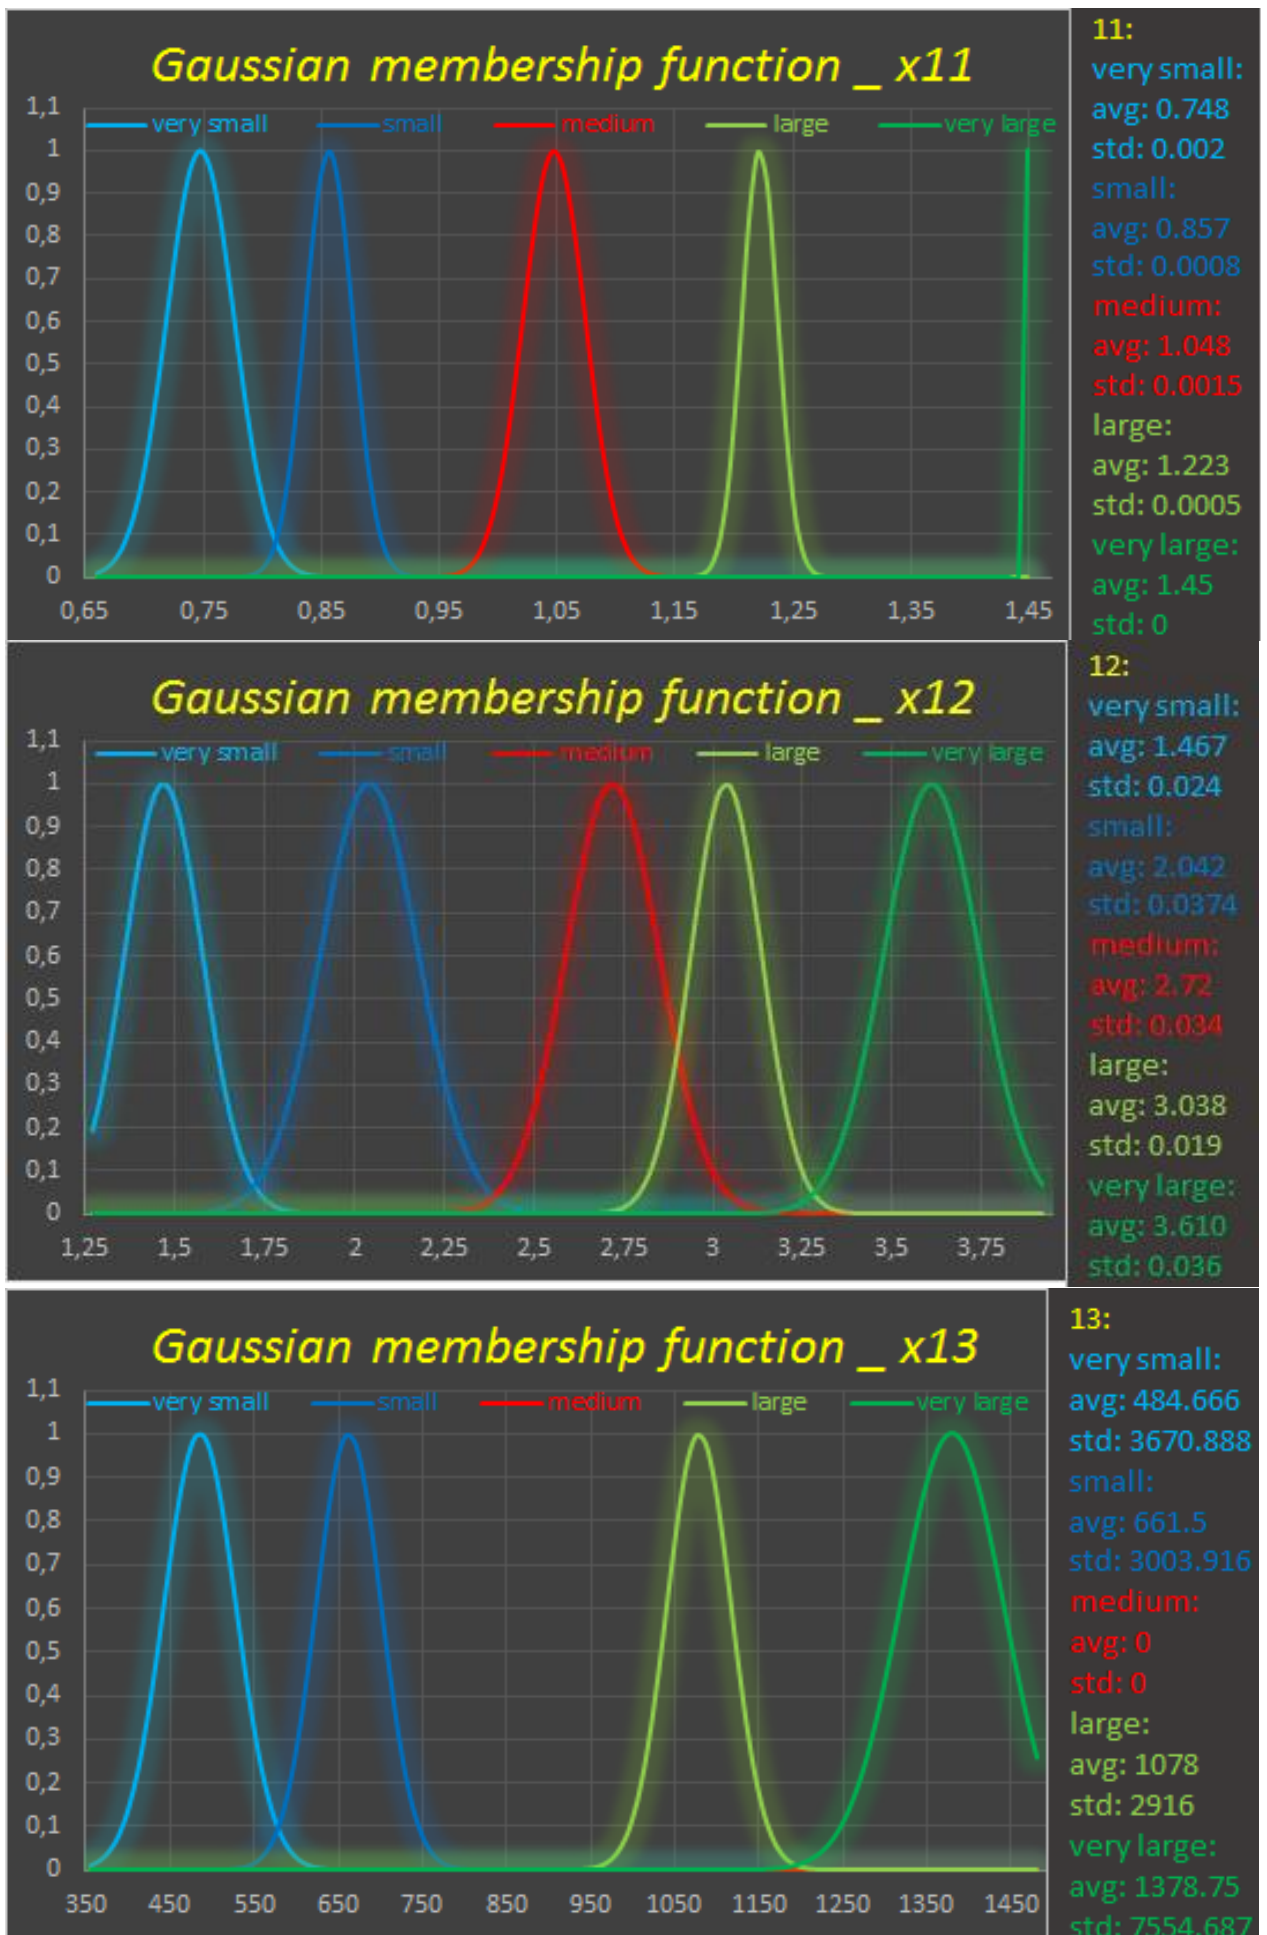 Gaussian membership function _ x11
very small small medium large very large
1,1
1
0,9
0,8
0,7
0,6
0,5
0,4
0,3
0,2
0,1
0
0,65 0,75 0,85 0,95 1,05 1,15 1,25 1,35 1,45
11:
very small:
avg: 0.748
std: 0.002
small:
avg: 0.857
std: 0.0008
medium:
avg: 1.048
std: 0.0015
large:
avg: 1.223
std: 0.0005
very large:
avg: 1.45
std: 0
Gaussian membership function _ x12
very small small medium large very large
1,1
1
0,9
0,8
0,7
0,6
0,5
0,4
0,3
0,2
0,1
0
1,25 1,5 1,75 2 2,25 2,5 2,75 3 3,25 3,5 3,75
12:
very small:
avg: 1.467
std: 0.024
small:
avg: 2.042
std: 0.0374
medium:
avg: 2.72
std: 0.034
large:
avg: 3.038
std: 0.019
very large:
avg: 3.610
std: 0.036
Gaussian membership function _ x13
very small small medium large very large
1,1
1
0,9
0,8
0,7
0,6
0,5
0,4
0,3
0,2
0,1
0
350 450 550 650 750 850 950 1050 1150 1250 1350 1450
13:
very small:
avg: 484.666
std: 3670.888
small:
avg: 661.5
std: 3003.916
medium:
avg: 0
std: 0
large:
avg: 1078
std: 2916
very large:
avg: 1378.75
std: 7554.687